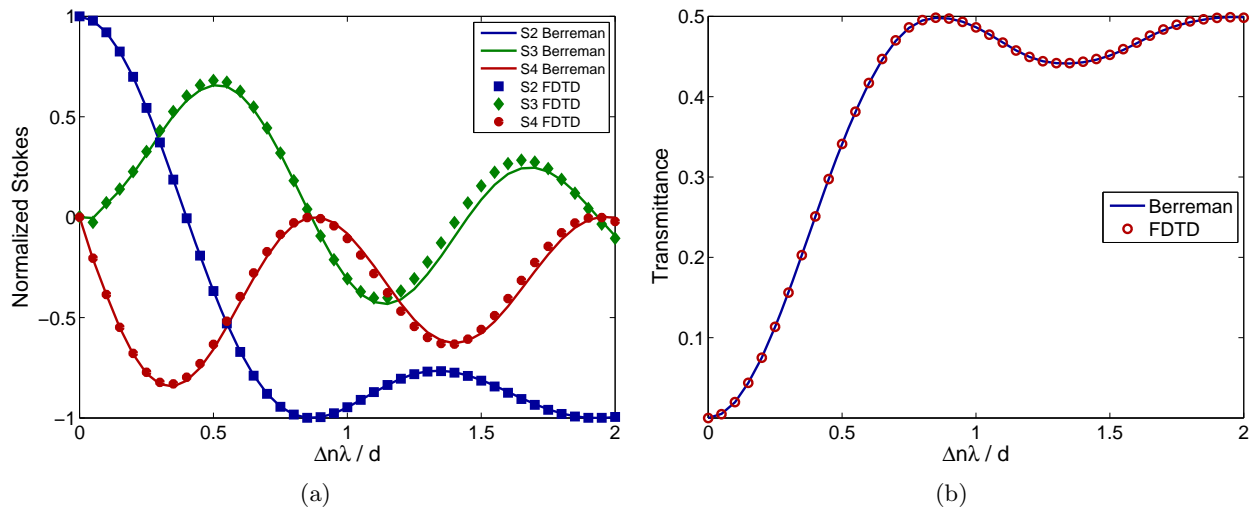 1
0.5
0
−0.5
−1
0
0.5
1
1.5
2
Normalized Stokes
Δnλ / d
S2 Berreman
S3 Berreman
S4 Berreman
S2 FDTD
S3 FDTD
S4 FDTD
(a)
0.5
0.4
0.3
0.2
0.1
0
0.5
1
1.5
2
Transmittance
Δnλ / d
Berreman
FDTD
(b)